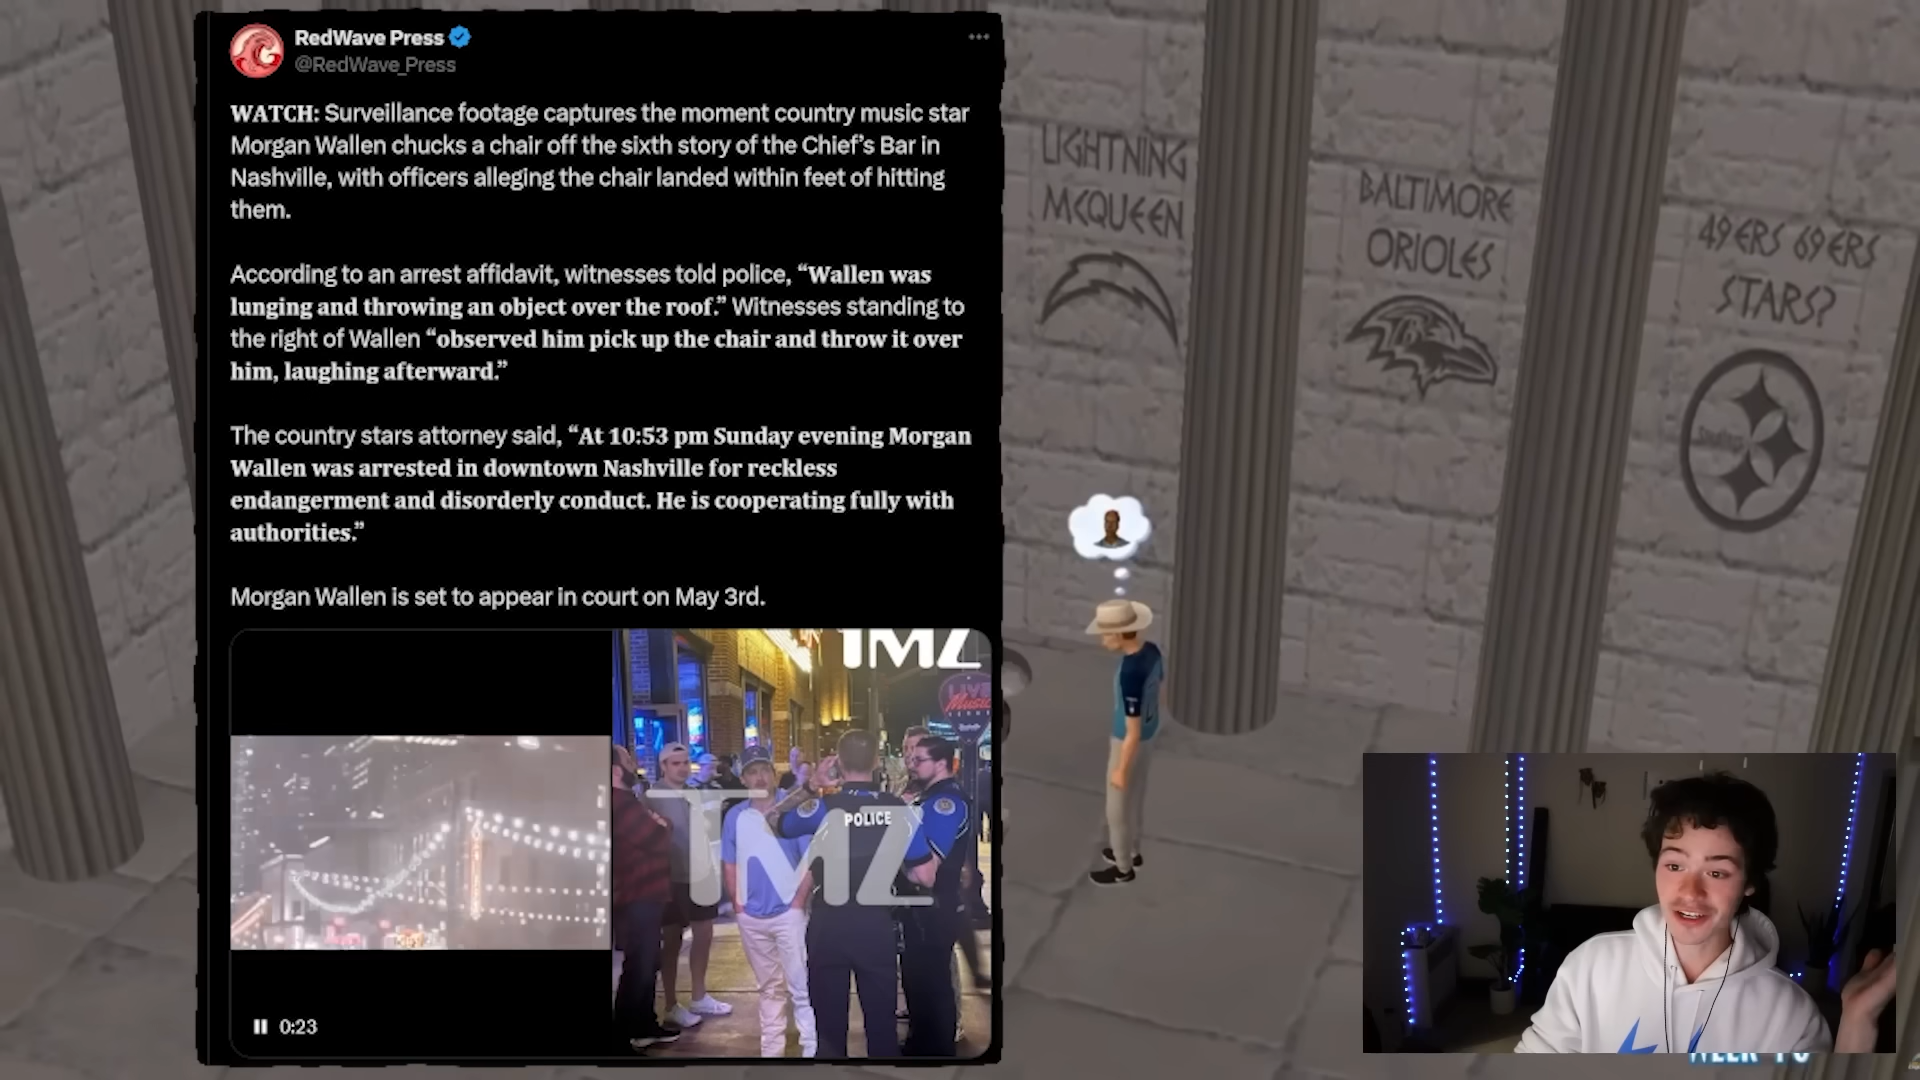 RedWave Press
@RedWave_Press
WATCH: Surveillance footage captures the moment country music star
Morgan Wallen chucks a chair off the sixth story of the Chief's Bar in
Nashville, with officers alleging the chair landed within feet of hitting
them.
According to an arrest affidavit, witnesses told police, “Wallen was
lunging and throwing an object over the roof.” Witnesses standing to
the right of Wallen “observed him pick up the chair and throw it over
him, laughing afterward.”
The country stars attorney said, “At 10:53 pm Sunday evening Morgan
Wallen was arrested in downtown Nashville for reckless
endangerment and disorderly conduct. He is cooperating fully with
authorities.”
Morgan Wallen is set to appear in court on May 3rd.
TMZ
LIVE
Music
POLICE
TMZ
0:23
LIGHTNING
MCQUEEN
BALTIMORE
ORIOLES
49ERS 69ERS
STARS?